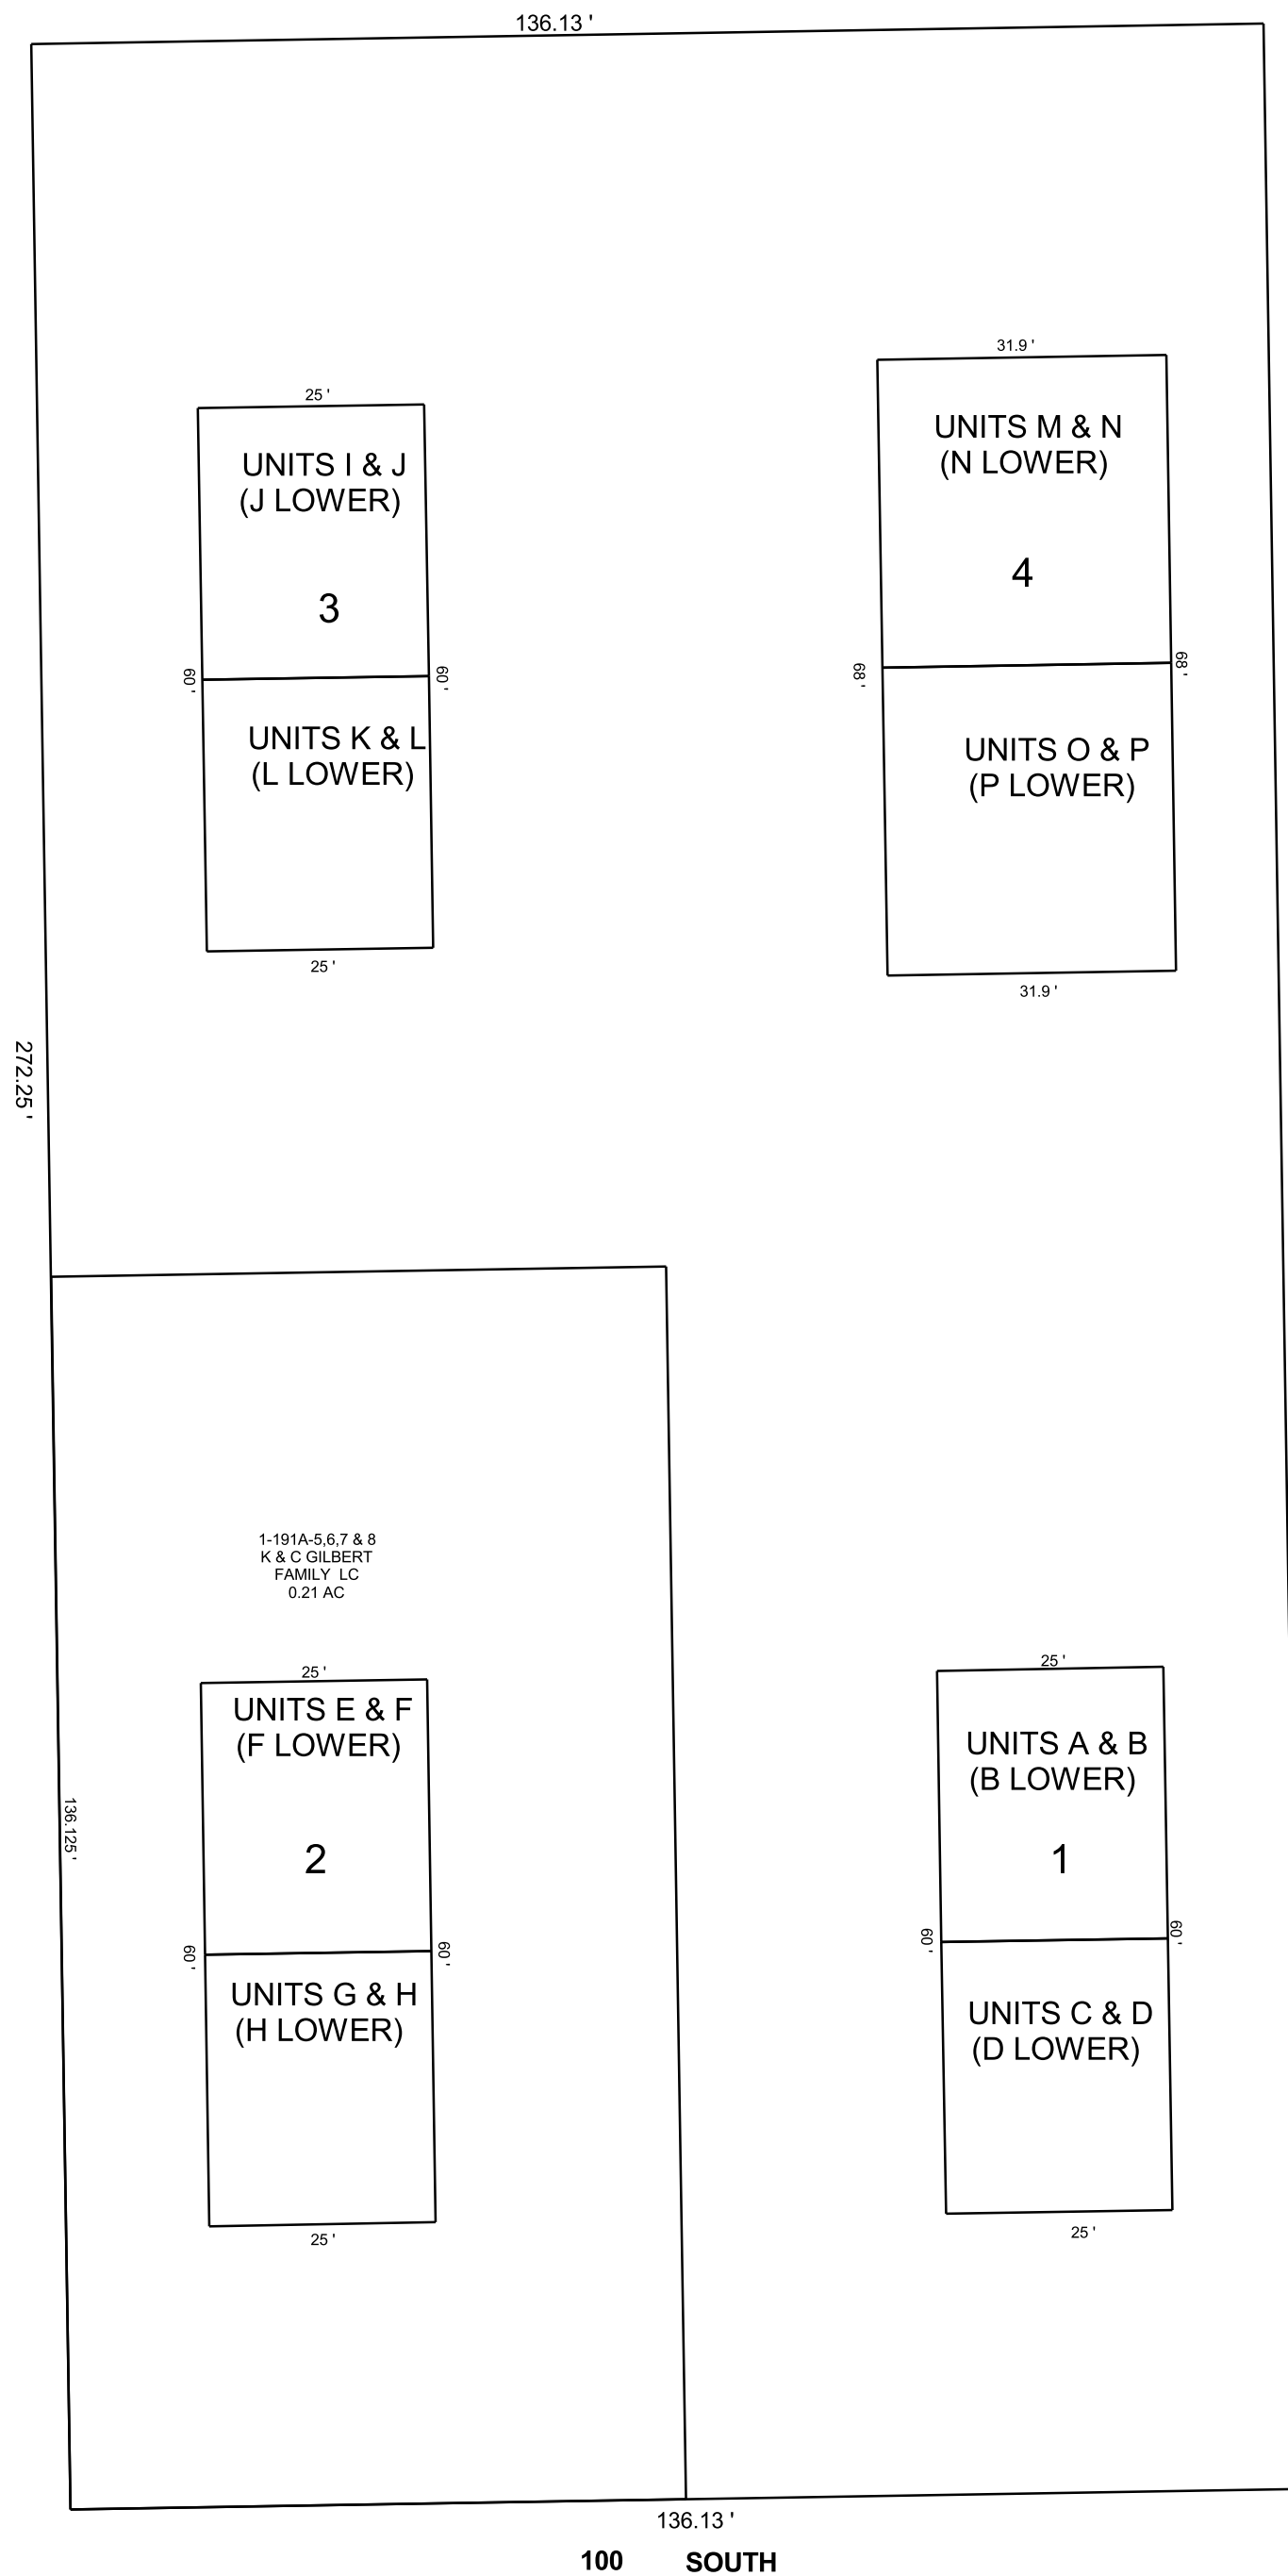 136.13 '
31.9 '
25 '
UNITS M & N
(N LOWER)
UNITS I & J
(J LOWER)
4
3
68 '
68 '
60 '
60 '
UNITS K & L
(L LOWER)
UNITS O & P
(P LOWER)
25 '
31.9 '
272.25 '
1-191A-5,6,7 & 8
K & C GILBERT
FAMILY LC
0.21 AC
25 '
25 '
UNITS E & F
(F LOWER)
UNITS A & B
(B LOWER)
136.125 '
2
1
60 '
60 '
60 '
60 '
UNITS G & H
(H LOWER)
UNITS C & D
(D LOWER)
25 '
25 '
136.13 '
100 SOUTH